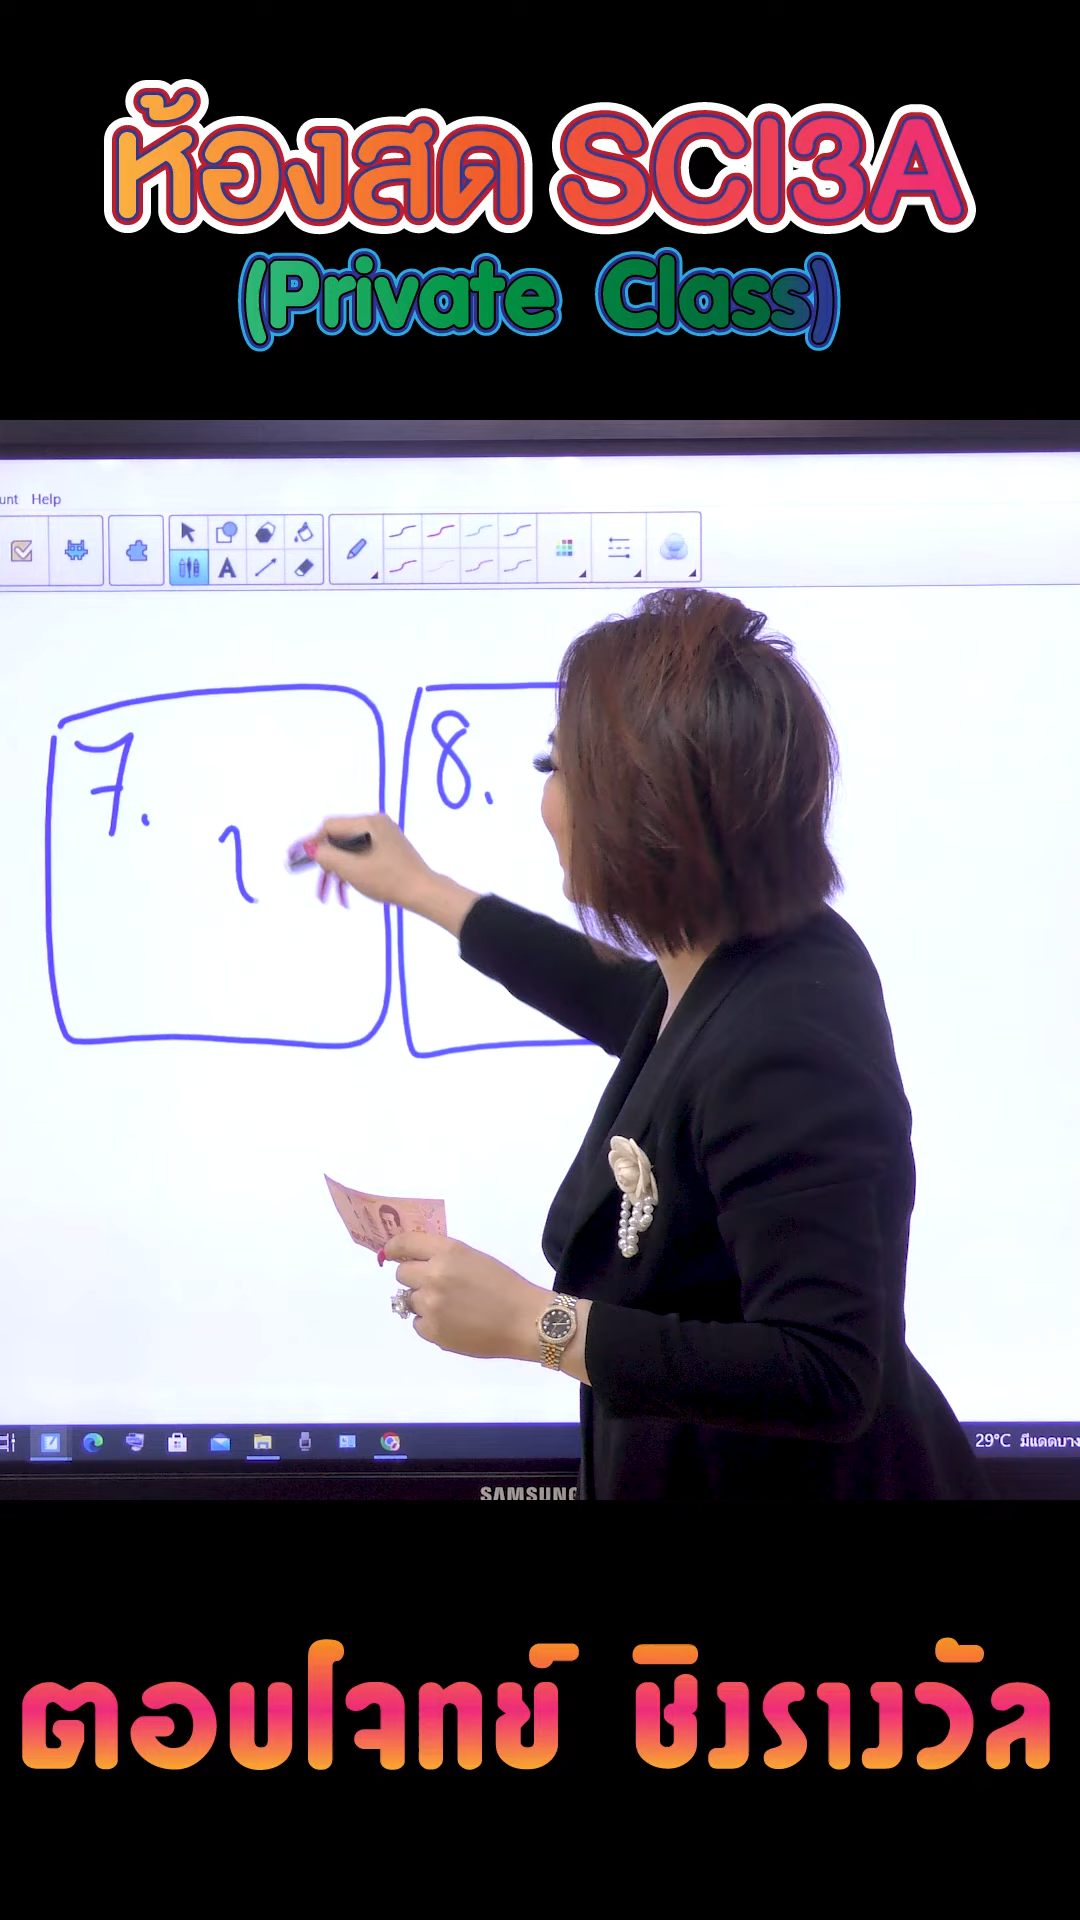 ห้องสด SCI3A
(Private Class)
unt Help
A
7.
8.
29°C มีแดดบาง
SAMSUNG
ตอบโจทย์ ชิงรางวัล